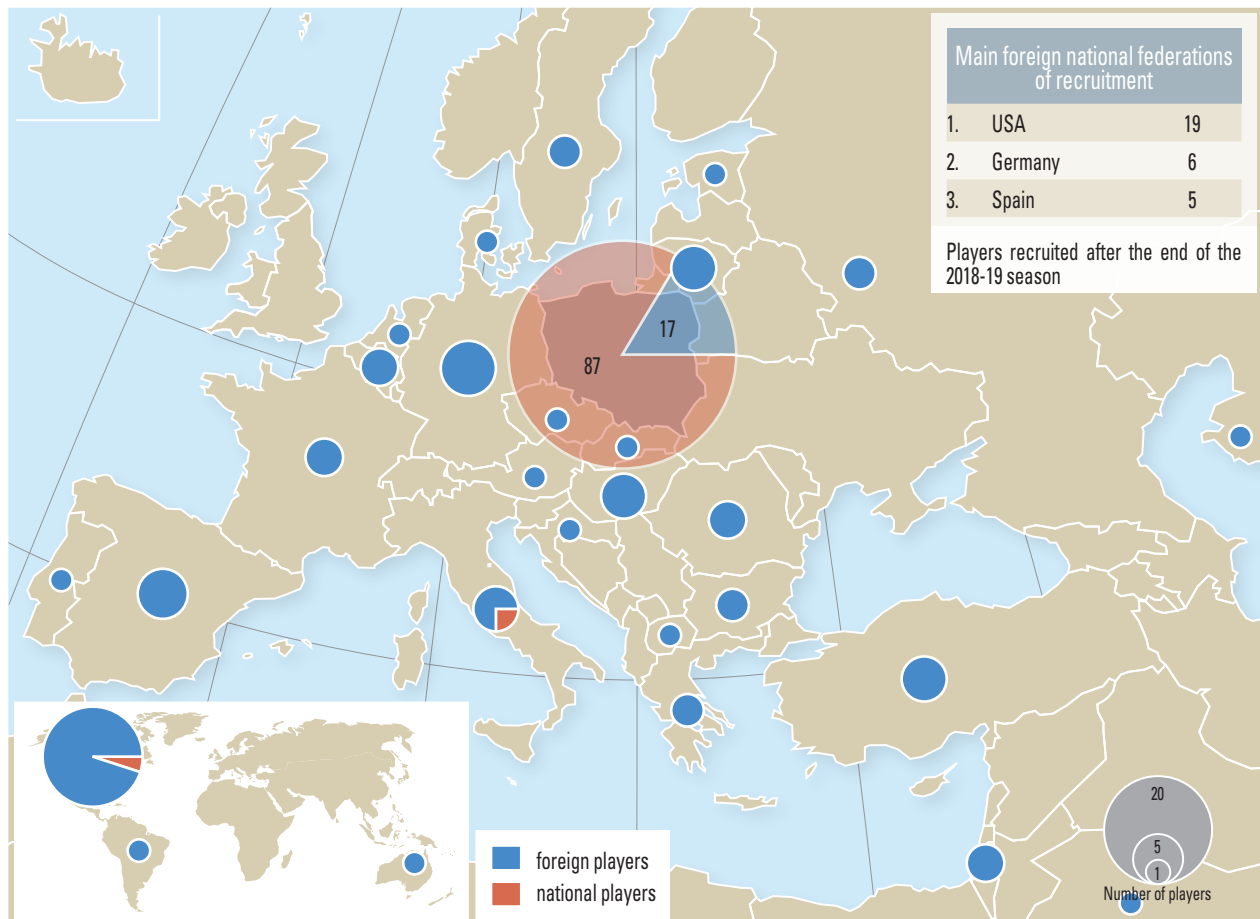 Main foreign national federations
of recruitment
1. USA 19
2. Germany 6
3. Spain 5
Players recruited after the end of the
2018-19 season
17
87
foreign players
national players
20
5
1
Number of players